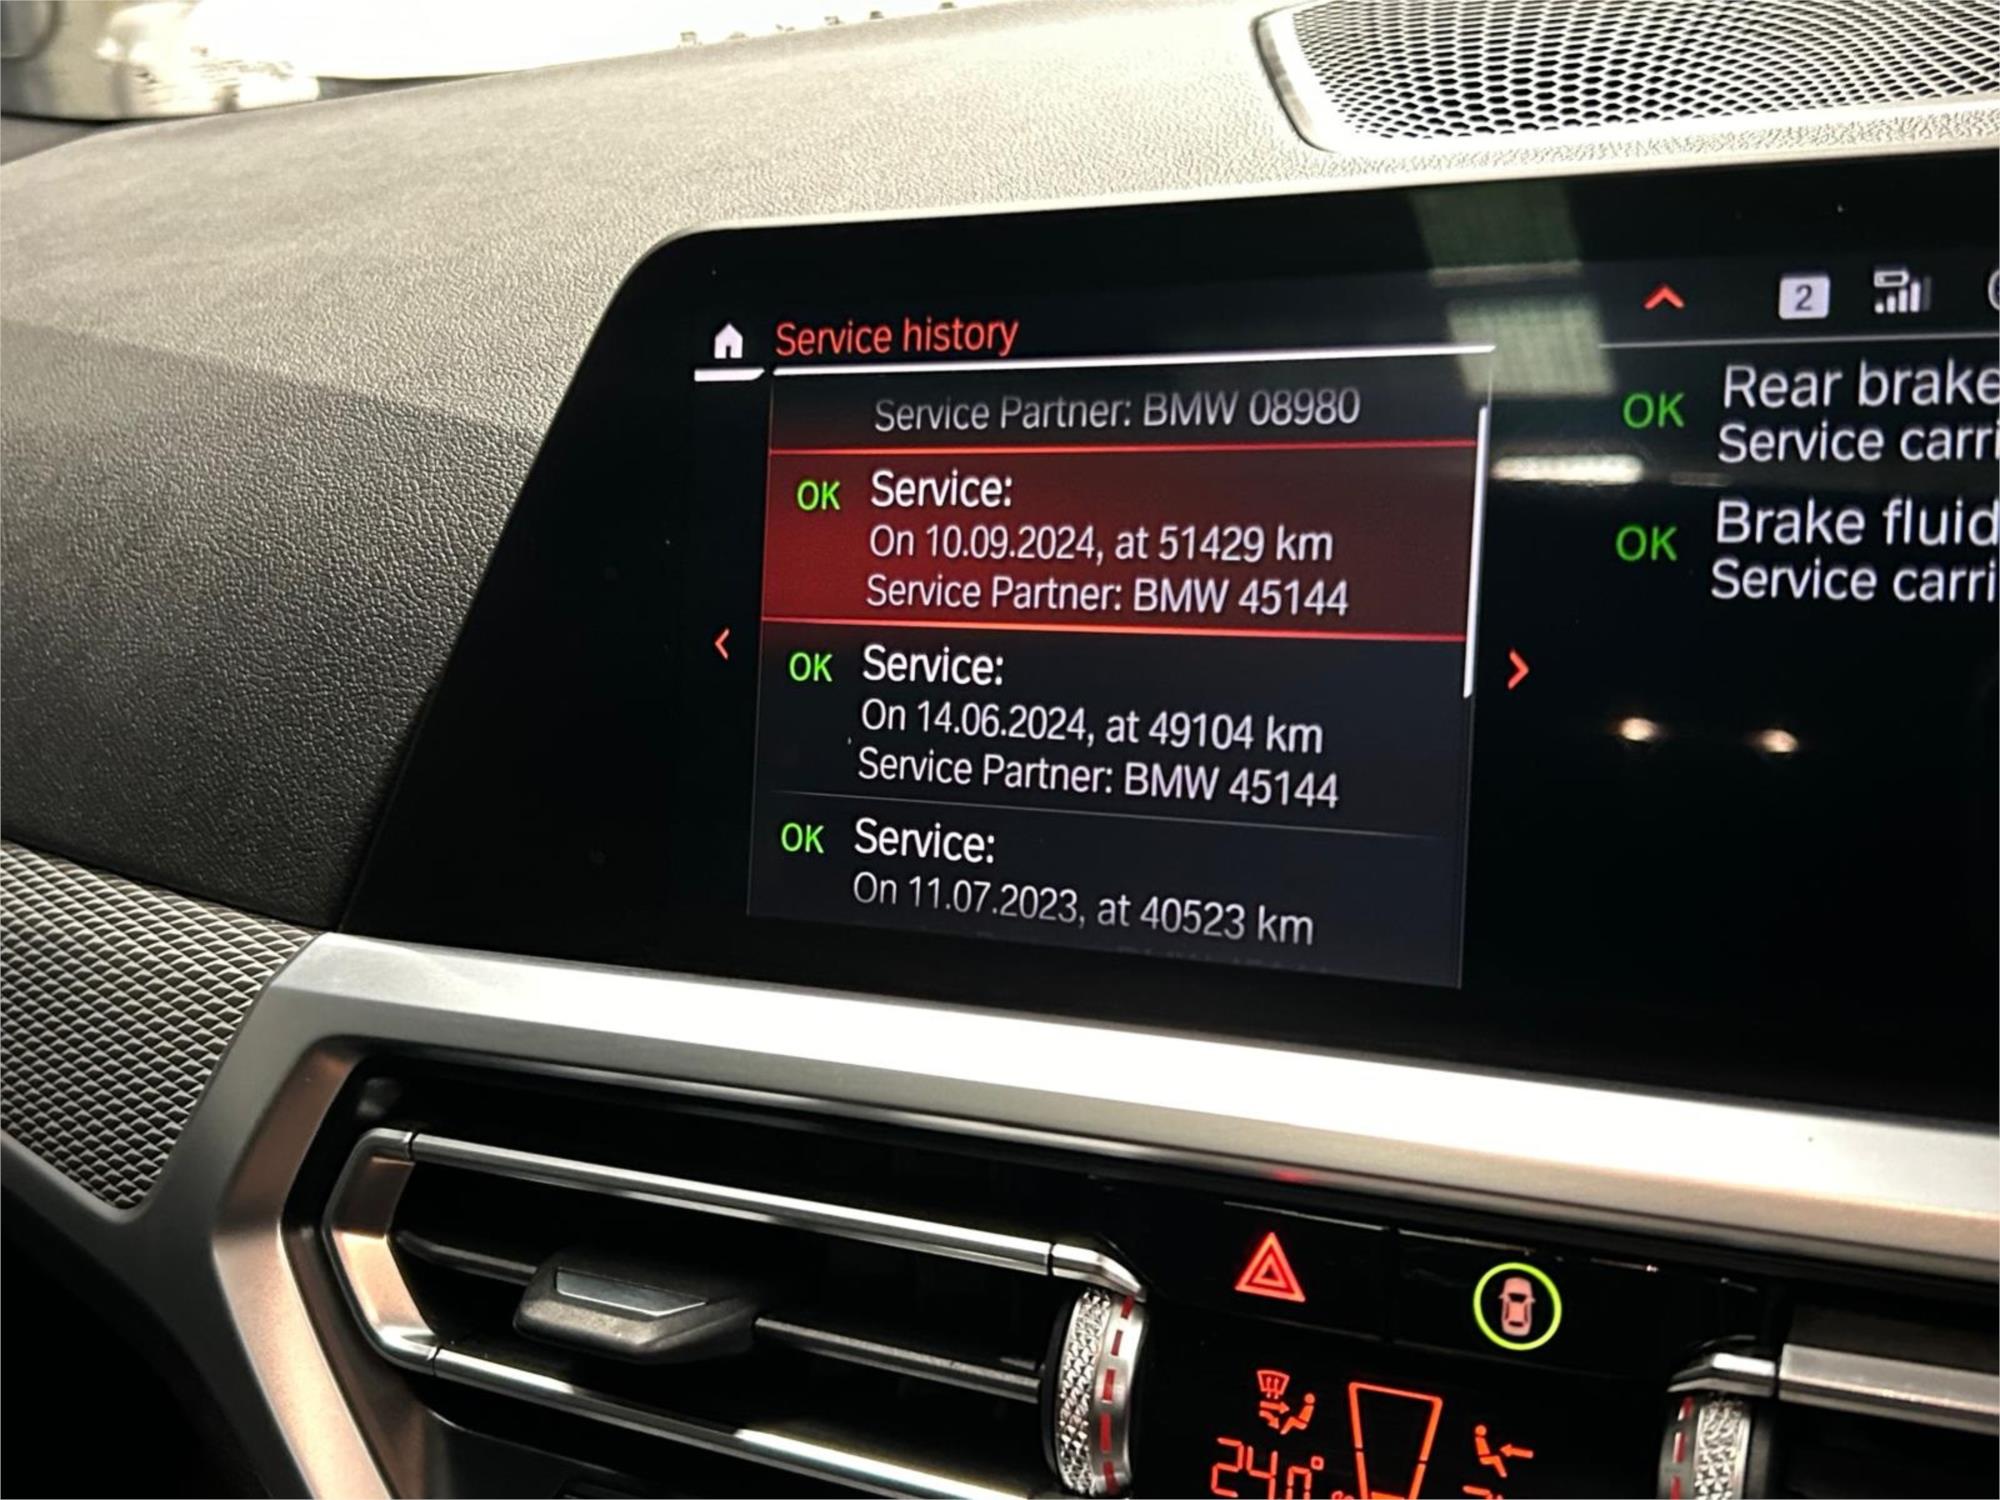 Service history
Service Partner: BMW 08980
OK Service:
On 10.09.2024, at 51429 km
Service Partner: BMW 45144
OK Service:
On 14.06.2024, at 49104 km
Service Partner: BMW 45144
OK Service:
On 11.07.2023, at 40523 km
2
OK Rear brake
Service carri
OK Brake fluid
Service carri
24.0°